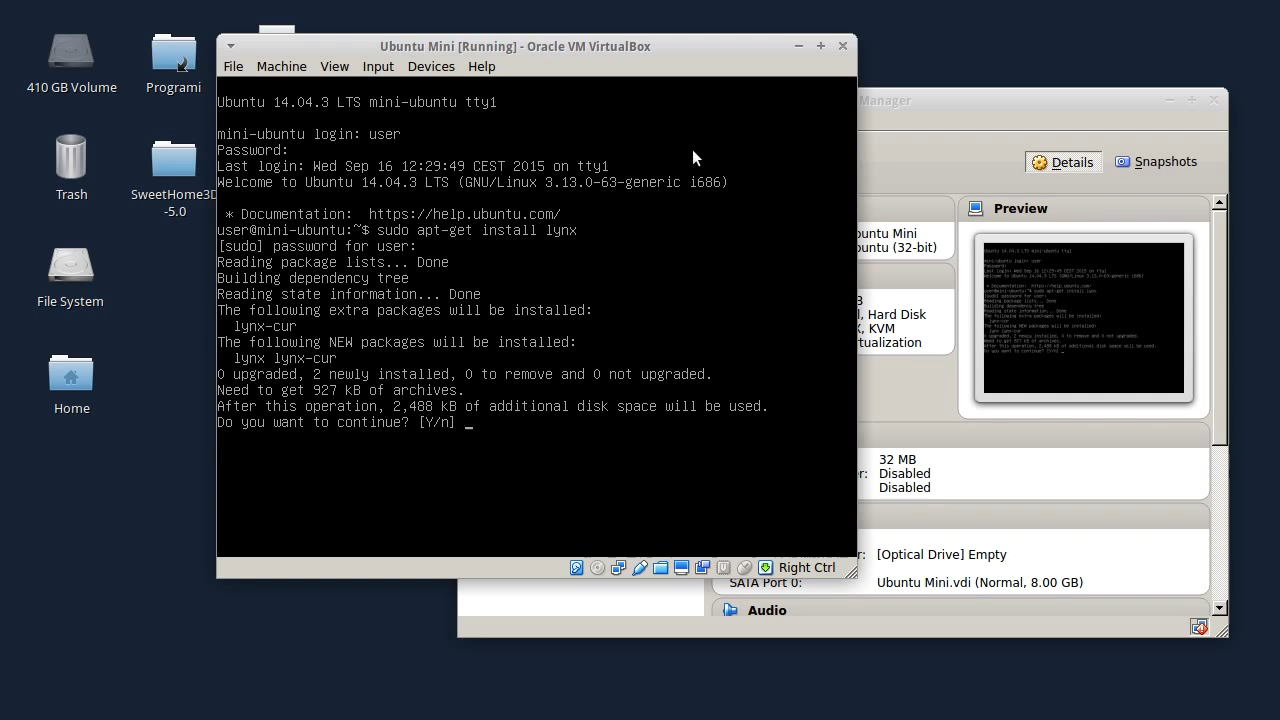 410 GB Volume
Programi
Trash
SweetHome3D
-5.0
File System
Home
Ubuntu Mini [Running] - Oracle VM VirtualBox
File Machine View Input Devices Help
Ubuntu 14.04.3 LTS mini-ubuntu tty1
mini-ubuntu login: user
Password:
Last login: Wed Sep 16 12:29:49 CEST 2015 on tty1
Welcome to Ubuntu 14.04.3 LTS (GNU/Linux 3.13.0-63-generic i686)
* Documentation: https://help.ubuntu.com/
user@mini-ubuntu:~$ sudo apt-get install lynx
[sudo] password for user:
Reading package lists... Done
Building dependency tree
Reading state information... Done
The following extra packages will be installed:
lynx-cur
The following NEW packages will be installed:
lynx lynx-cur
0 upgraded, 2 newly installed, 0 to remove and 0 not upgraded.
Need to get 927 kB of archives.
After this operation, 2,488 kB of additional disk space will be used.
Do you want to continue? [Y/n] _
Right Ctrl
Manager
Details Snapshots
Preview
Hard Disk
KVM
32 MB
Disabled
Disabled
[Optical Drive] Empty
SATA Port 0: Ubuntu Mini.vdi (Normal, 8.00 GB)
Audio